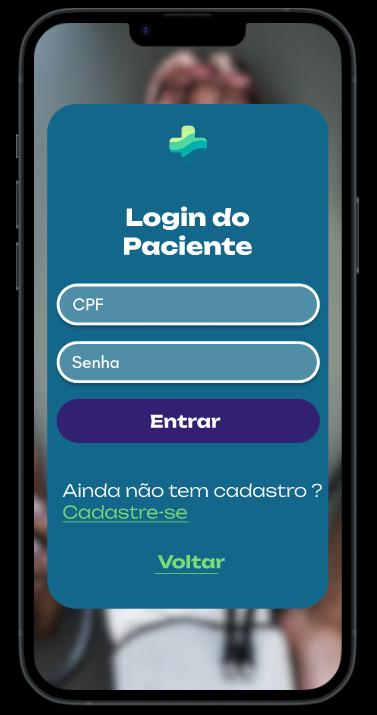 Login do
Paciente
CPF
Senha
Entrar
Ainda não tem cadastro ?
Cadastre-se
Voltar